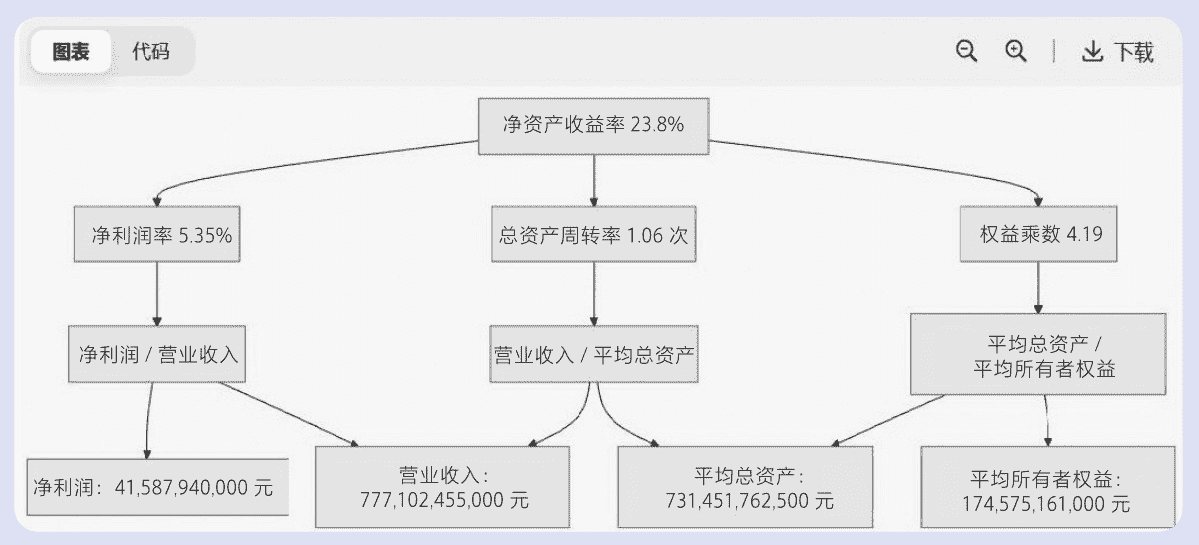 图表 代码 下载
净资产收益率 23.8%
净利润率 5.35% 总资产周转率 1.06 次 权益乘数 4.19
净利润 / 营业收入 营业收入 / 平均总资产
平均总资产 /
平均所有者权益
净利润：41,587,940,000 元
营业收入：
777,102,455,000 元
平均总资产：
731,451,762,500 元
平均所有者权益：
174,575,161,000 元